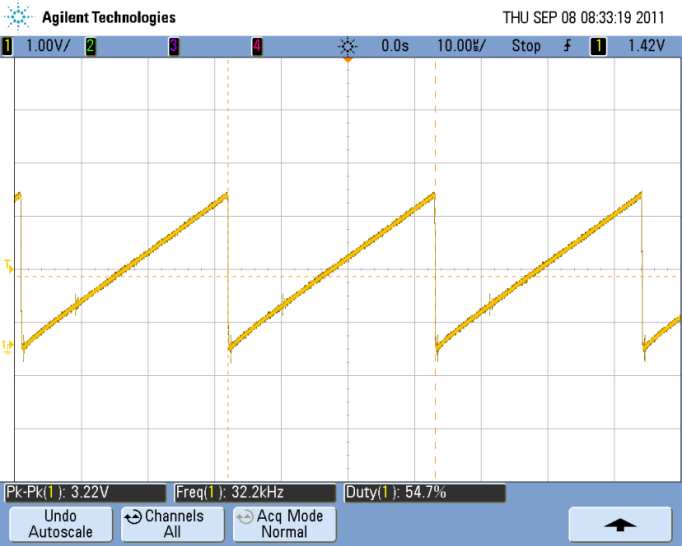 Agilent Technologies THU SEP 08 08:33:19 2011
1 1.00V/ 2 3 4 0.0s 10.00µs/ Stop 1 1.42V
T
1
Pk-Pk(1): 3.22V Freq(1): 32.2kHz Duty(1): 54.7%
Undo Autoscale
Channels All
Acq Mode Normal